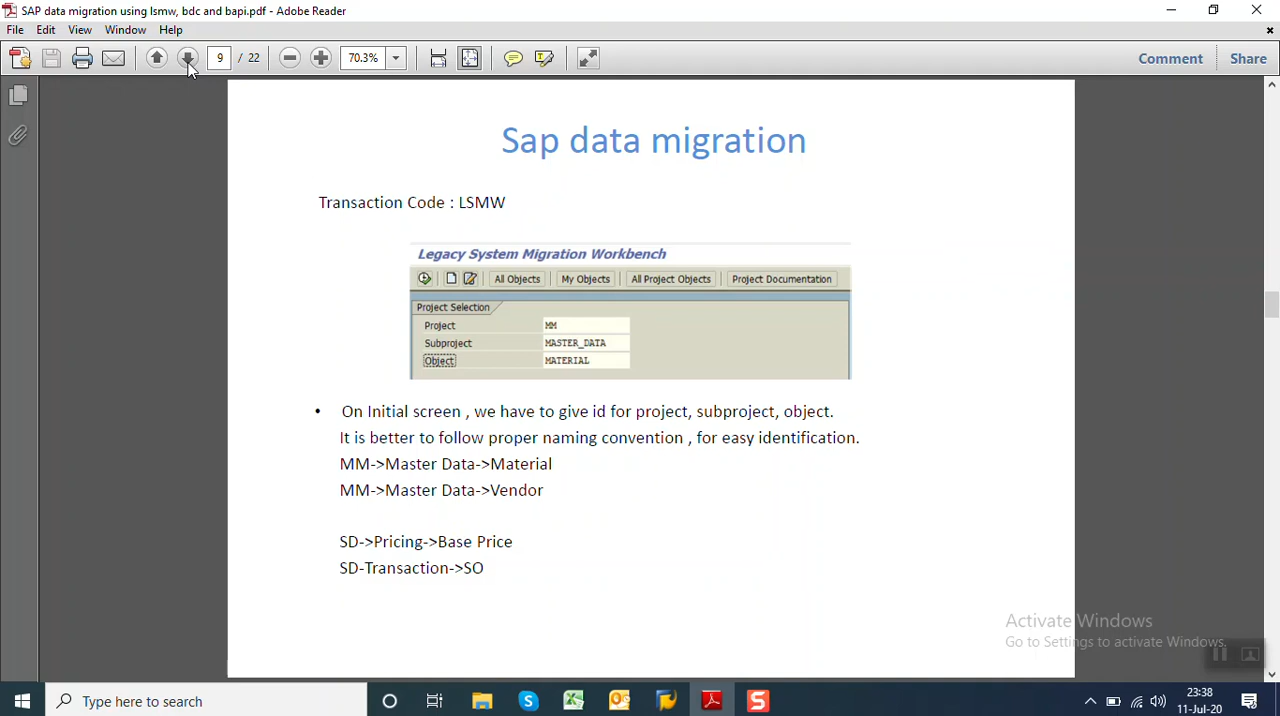 SAP data migration using lsmw, bdc and bapi.pdf - Adobe Reader
File Edit View Window Help
9 / 22 70.3% Comment Share
Sap data migration
Transaction Code : LSMW
Legacy System Migration Workbench
All Objects My Objects All Project Objects Project Documentation
Project Selection
Project MM
Subproject MASTER_DATA
Object MATERIAL
• On Initial screen , we have to give id for project, subproject, object.
It is better to follow proper naming convention , for easy identification.
MM->Master Data->Material
MM->Master Data->Vendor
SD->Pricing->Base Price
SD-Transaction->SO
Activate Windows
Go to Settings to activate Windows.
Type here to search
23:38
11-Jul-20